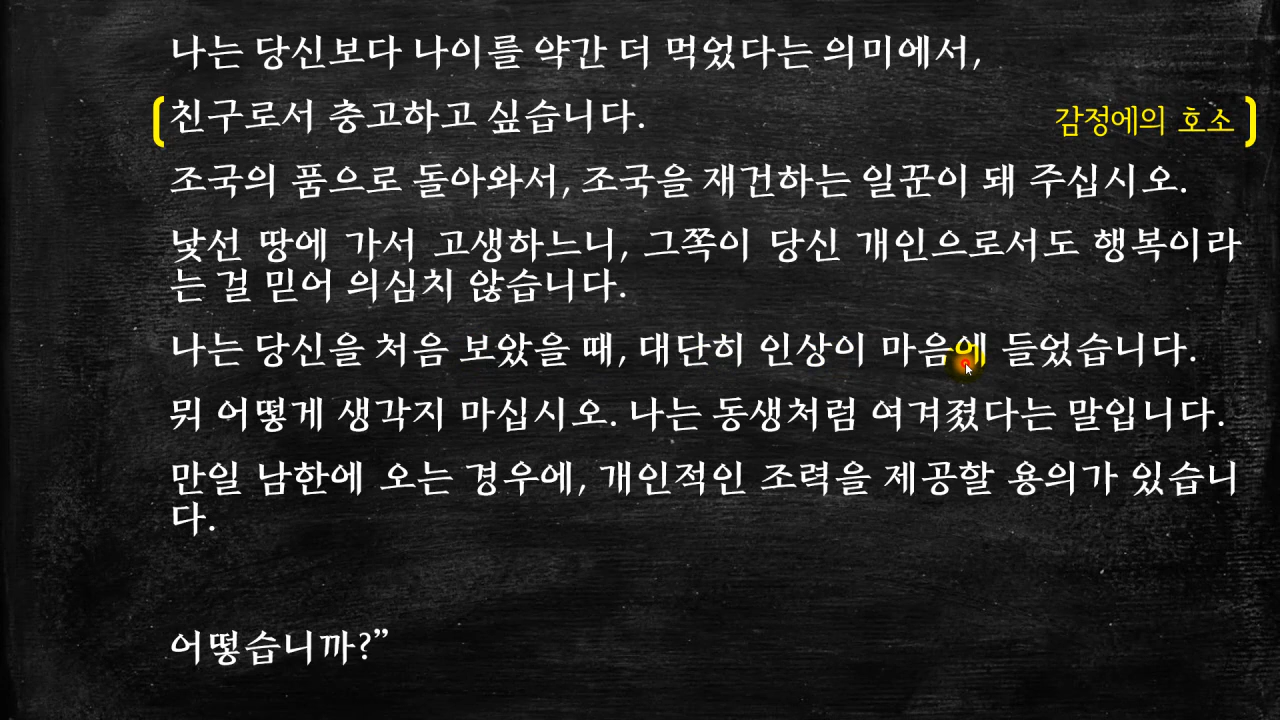 나는 당신보다 나이를 약간 더 먹었다는 의미에서,
친구로서 충고하고 싶습니다. 감정에의 호소
조국의 품으로 돌아와서, 조국을 재건하는 일꾼이 돼 주십시오.
낯선 땅에 가서 고생하느니, 그쪽이 당신 개인으로서도 행복이라
는 걸 믿어 의심치 않습니다.
나는 당신을 처음 보았을 때, 대단히 인상이 마음에 들었습니다.
뭐 어떻게 생각지 마십시오. 나는 동생처럼 여겨졌다는 말입니다.
만일 남한에 오는 경우에, 개인적인 조력을 제공할 용의가 있습니
다.
어떻습니까?”